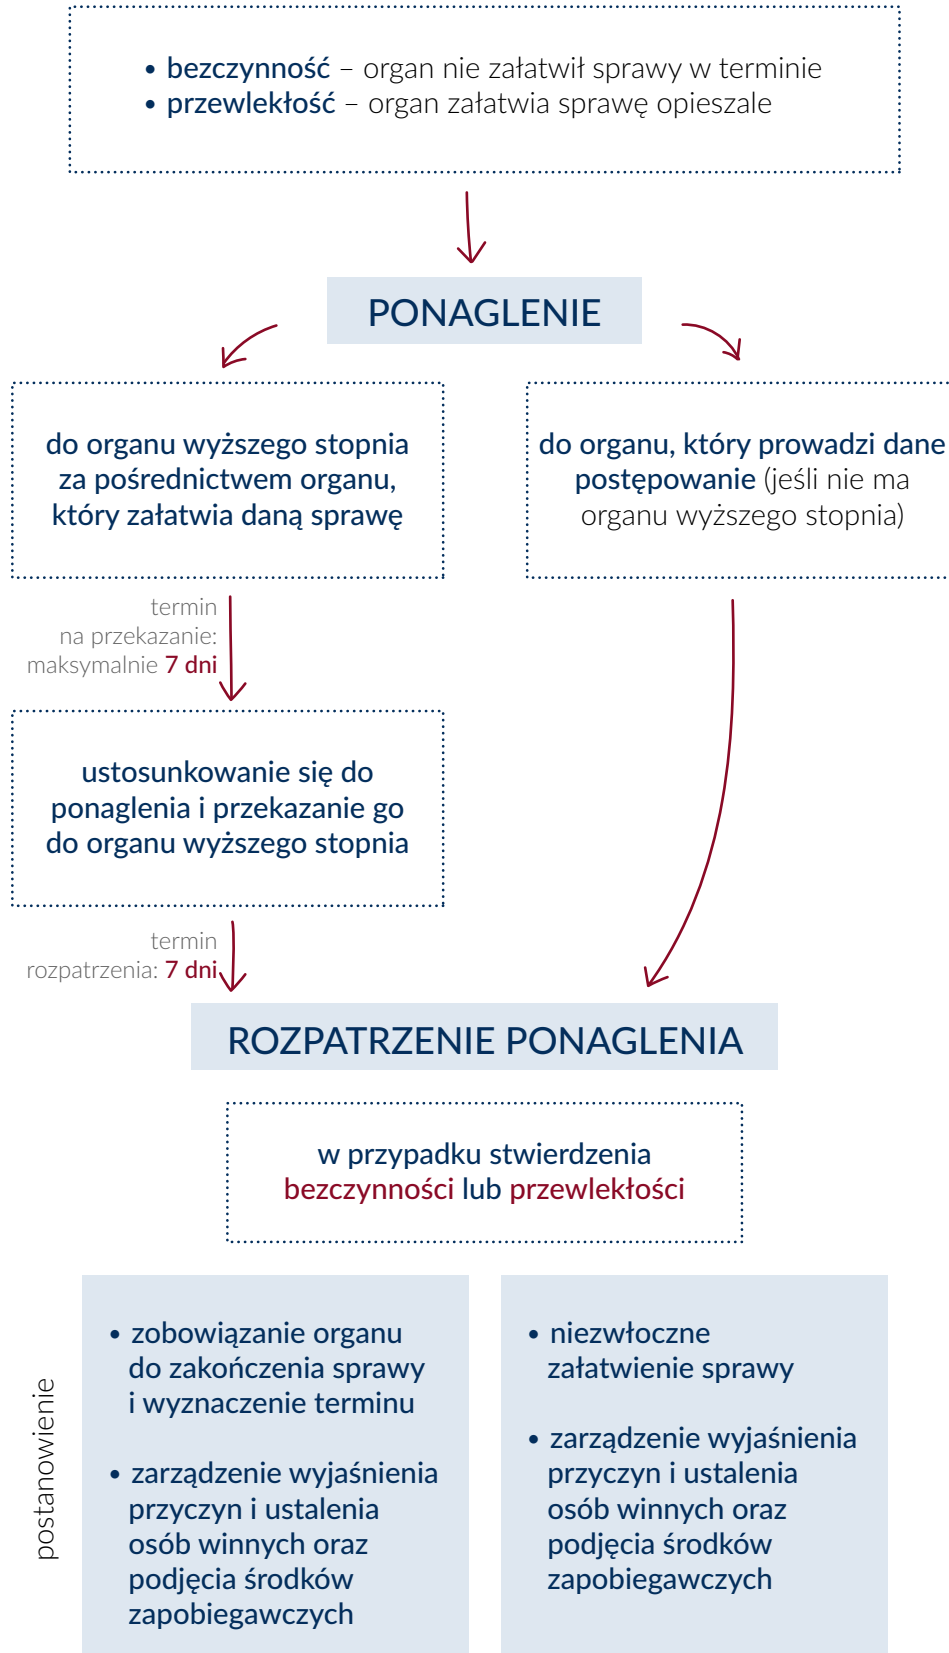 • bezczynność – organ nie załatwił sprawy w terminie
• przewlekłość – organ załatwia sprawę opieszale
PONAGLENIE
do organu wyższego stopnia
za pośrednictwem organu,
który załatwia daną sprawę
do organu, który prowadzi dane
postępowanie (jeśli nie ma
organu wyższego stopnia)
termin
na przekazanie:
maksymalnie 7 dni
ustosunkowanie się do
ponaglenia i przekazanie go
do organu wyższego stopnia
termin
rozpatrzenia: 7 dni
ROZPATRZENIE PONAGLENIA
w przypadku stwierdzenia
bezczynności lub przewlekłości
postanowienie
• zobowiązanie organu
do zakończenia sprawy
i wyznaczenie terminu
• zarządzenie wyjaśnienia
przyczyn i ustalenia
osób winnych oraz
podjęcia środków
zapobiegawczych
• niezwłoczne
załatwienie sprawy
• zarządzenie wyjaśnienia
przyczyn i ustalenia
osób winnych oraz
podjęcia środków
zapobiegawczych